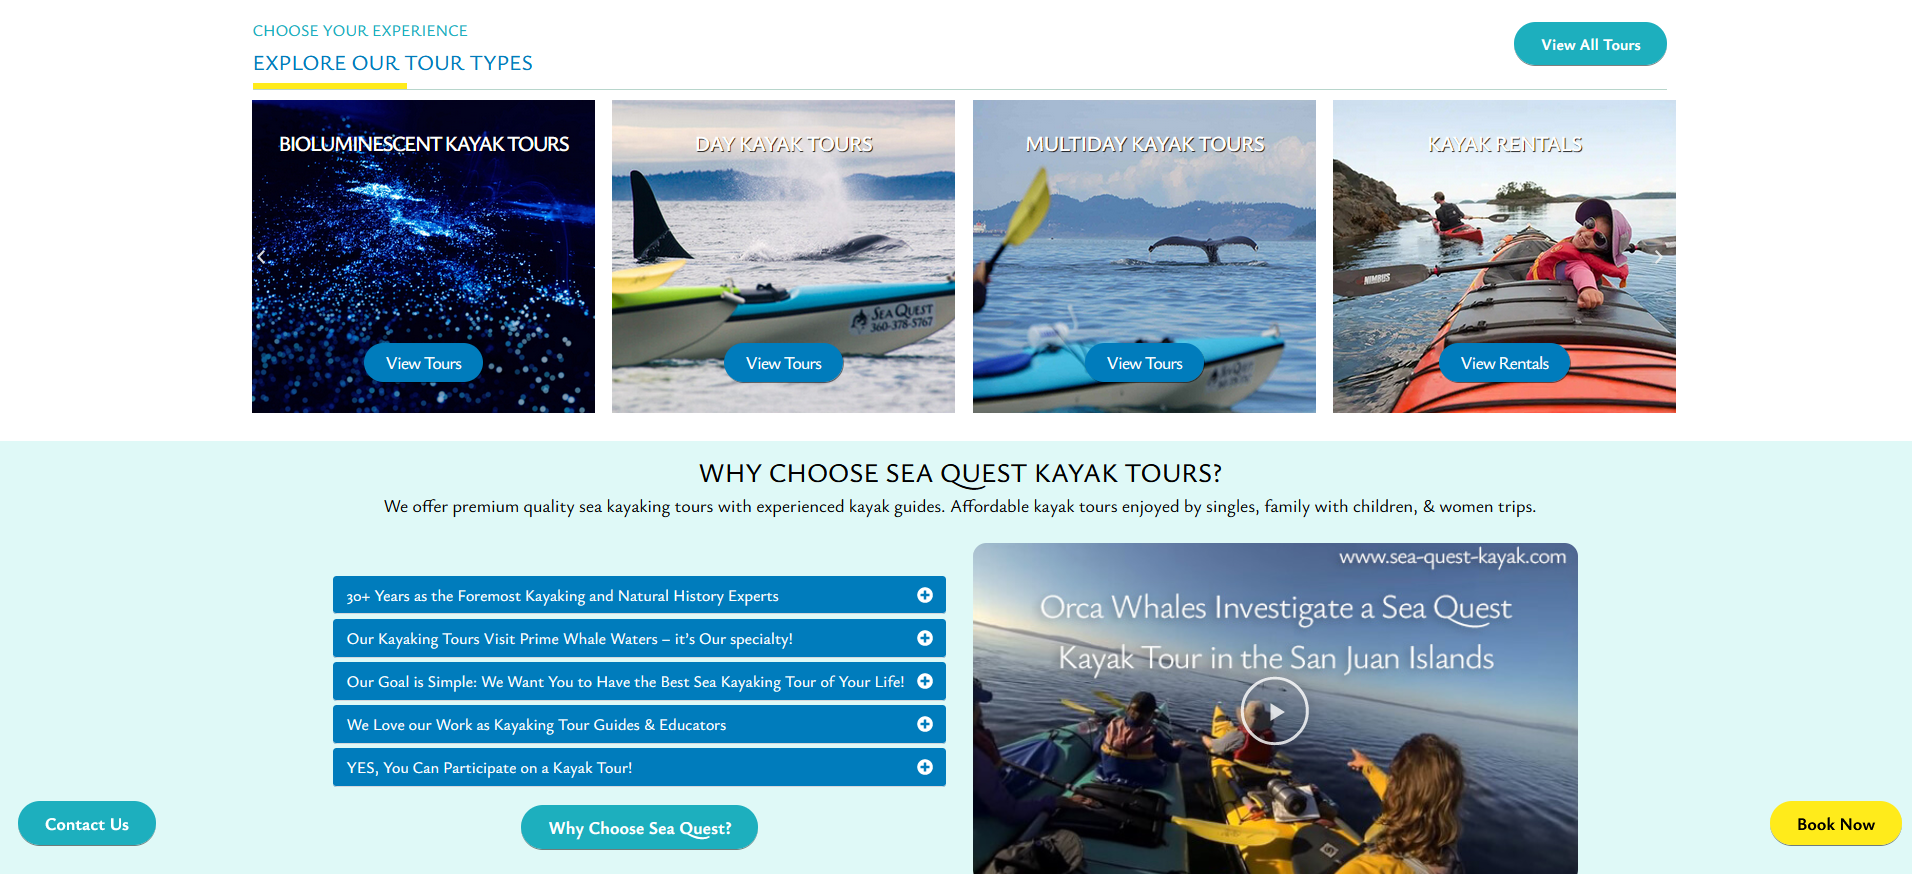 CHOOSE YOUR EXPERIENCE
EXPLORE OUR TOUR TYPES
View All Tours
BIOLUMINESCENT KAYAK TOURS
View Tours
DAY KAYAK TOURS
SEA QUEST
360-378-5767
View Tours
MULTIDAY KAYAK TOURS
View Tours
KAYAK RENTALS
NIMBUS
View Rentals
WHY CHOOSE SEA QUEST KAYAK TOURS?
We offer premium quality sea kayaking tours with experienced kayak guides. Affordable kayak tours enjoyed by singles, family with children, & women trips.
30+ Years as the Foremost Kayaking and Natural History Experts
Our Kayaking Tours Visit Prime Whale Waters – it’s Our specialty!
Our Goal is Simple: We Want You to Have the Best Sea Kayaking Tour of Your Life!
We Love our Work as Kayaking Tour Guides & Educators
YES, You Can Participate on a Kayak Tour!
Why Choose Sea Quest?
www.sea-quest-kayak.com
Orca Whales Investigate a Sea Quest
Kayak Tour in the San Juan Islands
Contact Us
Book Now